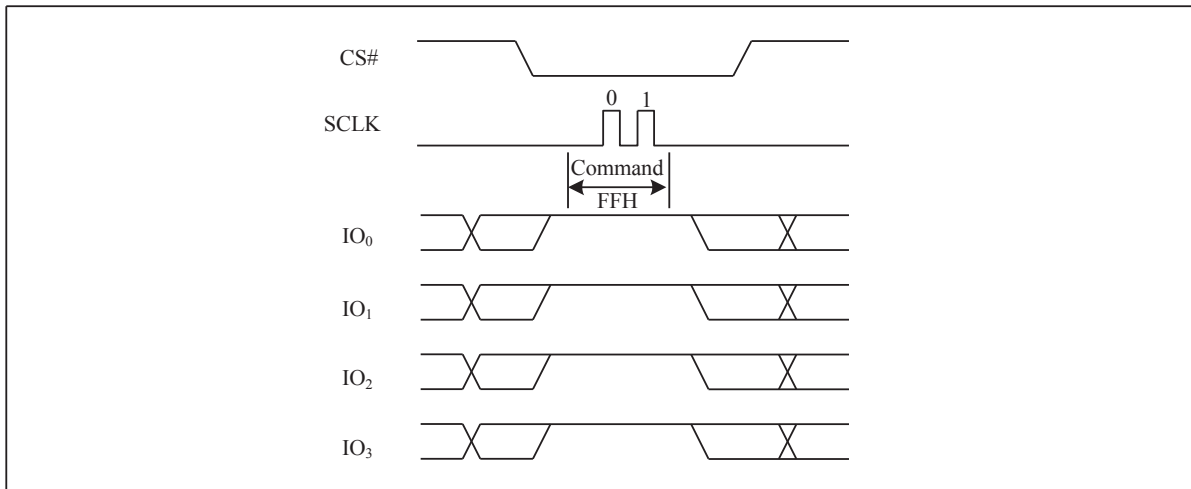 CS#
0 1
SCLK
Command
FFH
IO₀
IO₁
IO₂
IO₃